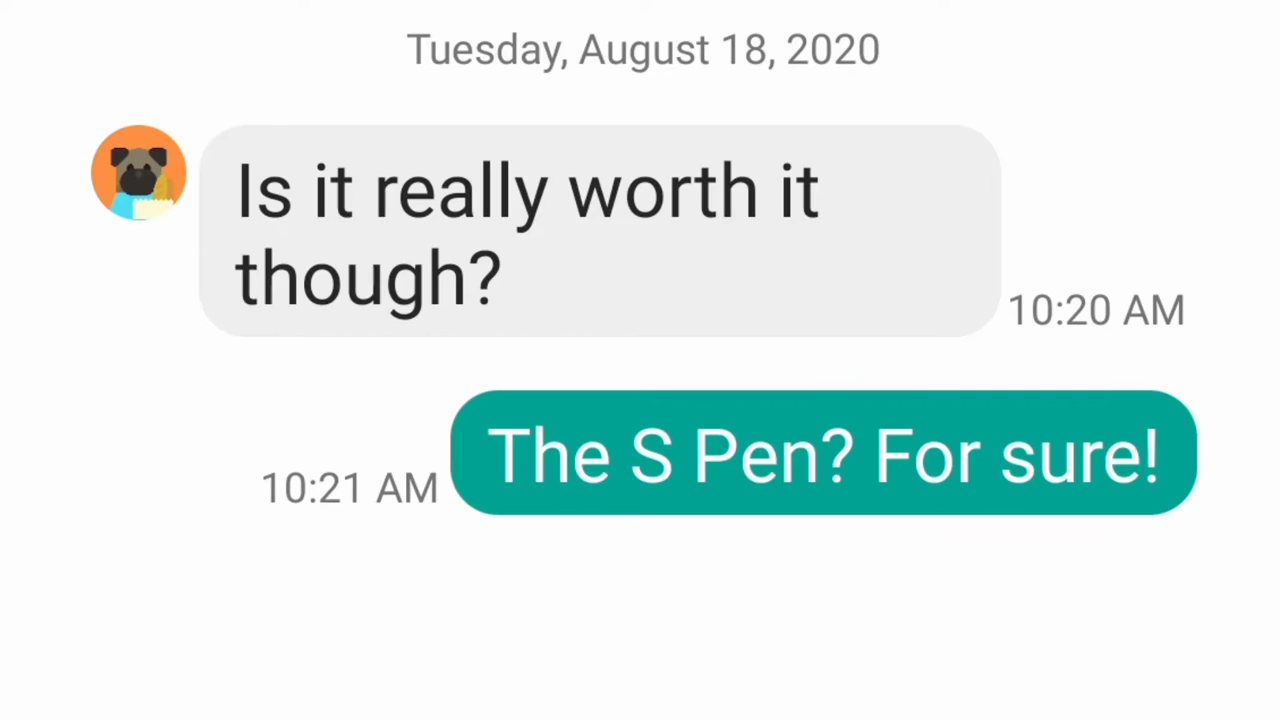 Tuesday, August 18, 2020
Is it really worth it
though?
10:20 AM
The S Pen? For sure!
10:21 AM